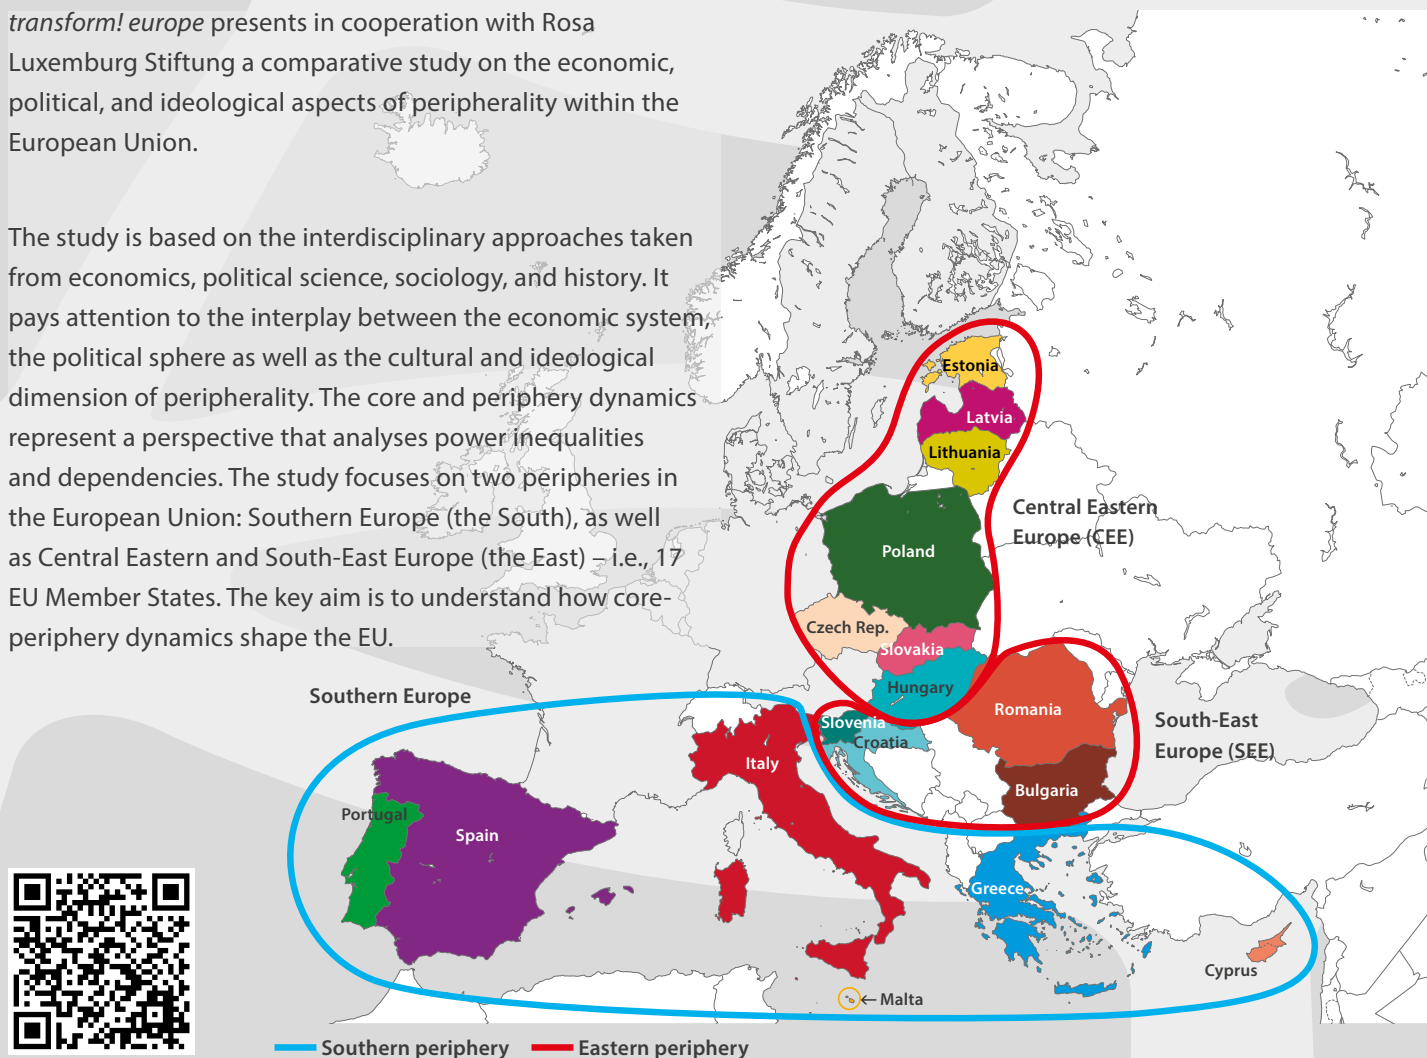 transform! europe presents in cooperation with Rosa
Luxemburg Stiftung a comparative study on the economic,
political, and ideological aspects of peripherality within the
European Union.
The study is based on the interdisciplinary approaches taken
from economics, political science, sociology, and history. It
pays attention to the interplay between the economic system,
the political sphere as well as the cultural and ideological
dimension of peripherality. The core and periphery dynamics
represent a perspective that analyses power inequalities
and dependencies. The study focuses on two peripheries in
the European Union: Southern Europe (the South), as well
as Central Eastern and South-East Europe (the East) – i.e., 17
EU Member States. The key aim is to understand how core-
periphery dynamics shape the EU.
Estonia
Latvia
Lithuania
Central Eastern
Europe (CEE)
Poland
Czech Rep.
Slovakia
Hungary
Southern Europe
Romania
South-East
Europe (SEE)
Slovenia
Croatia
Italy
Bulgaria
Portugal
Spain
Greece
Cyprus
Malta
Southern periphery
Eastern periphery